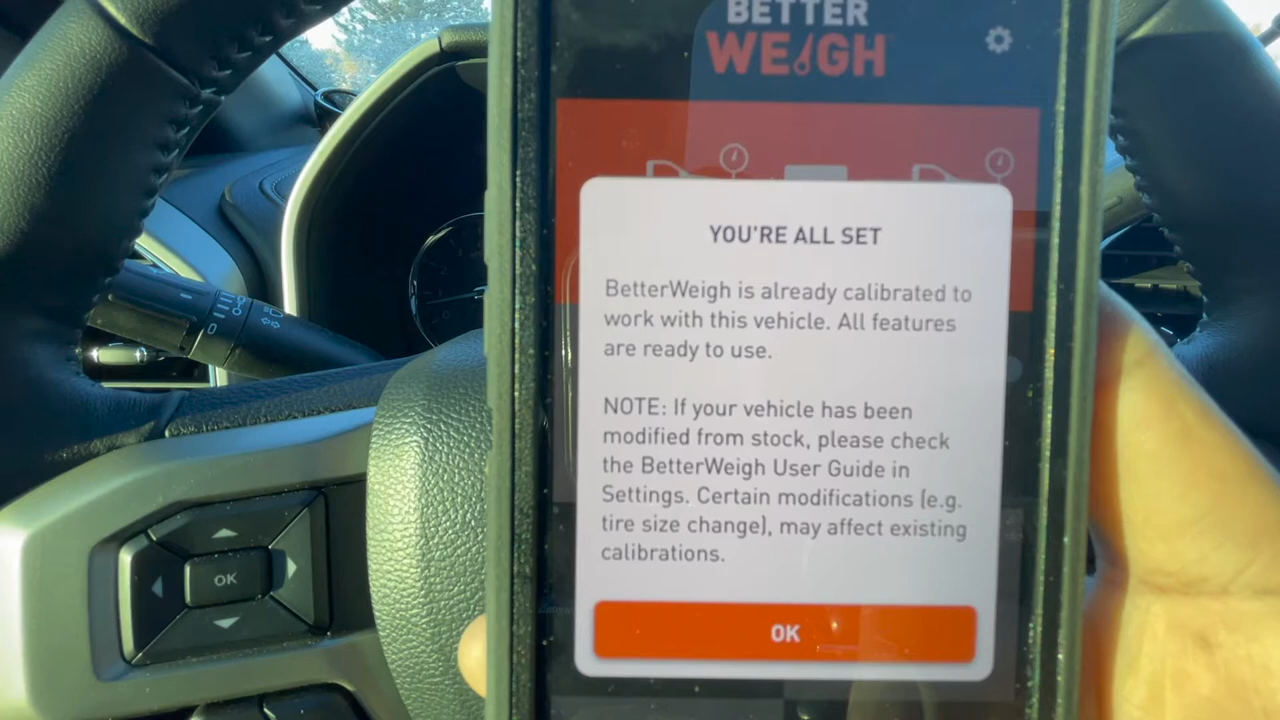 BETTER
WEIGH
YOU'RE ALL SET
BetterWeigh is already calibrated to
work with this vehicle. All features
are ready to use.
NOTE: If your vehicle has been
modified from stock, please check
the BetterWeigh User Guide in
Settings. Certain modifications (e.g.
tire size change), may affect existing
calibrations.
OK
OK